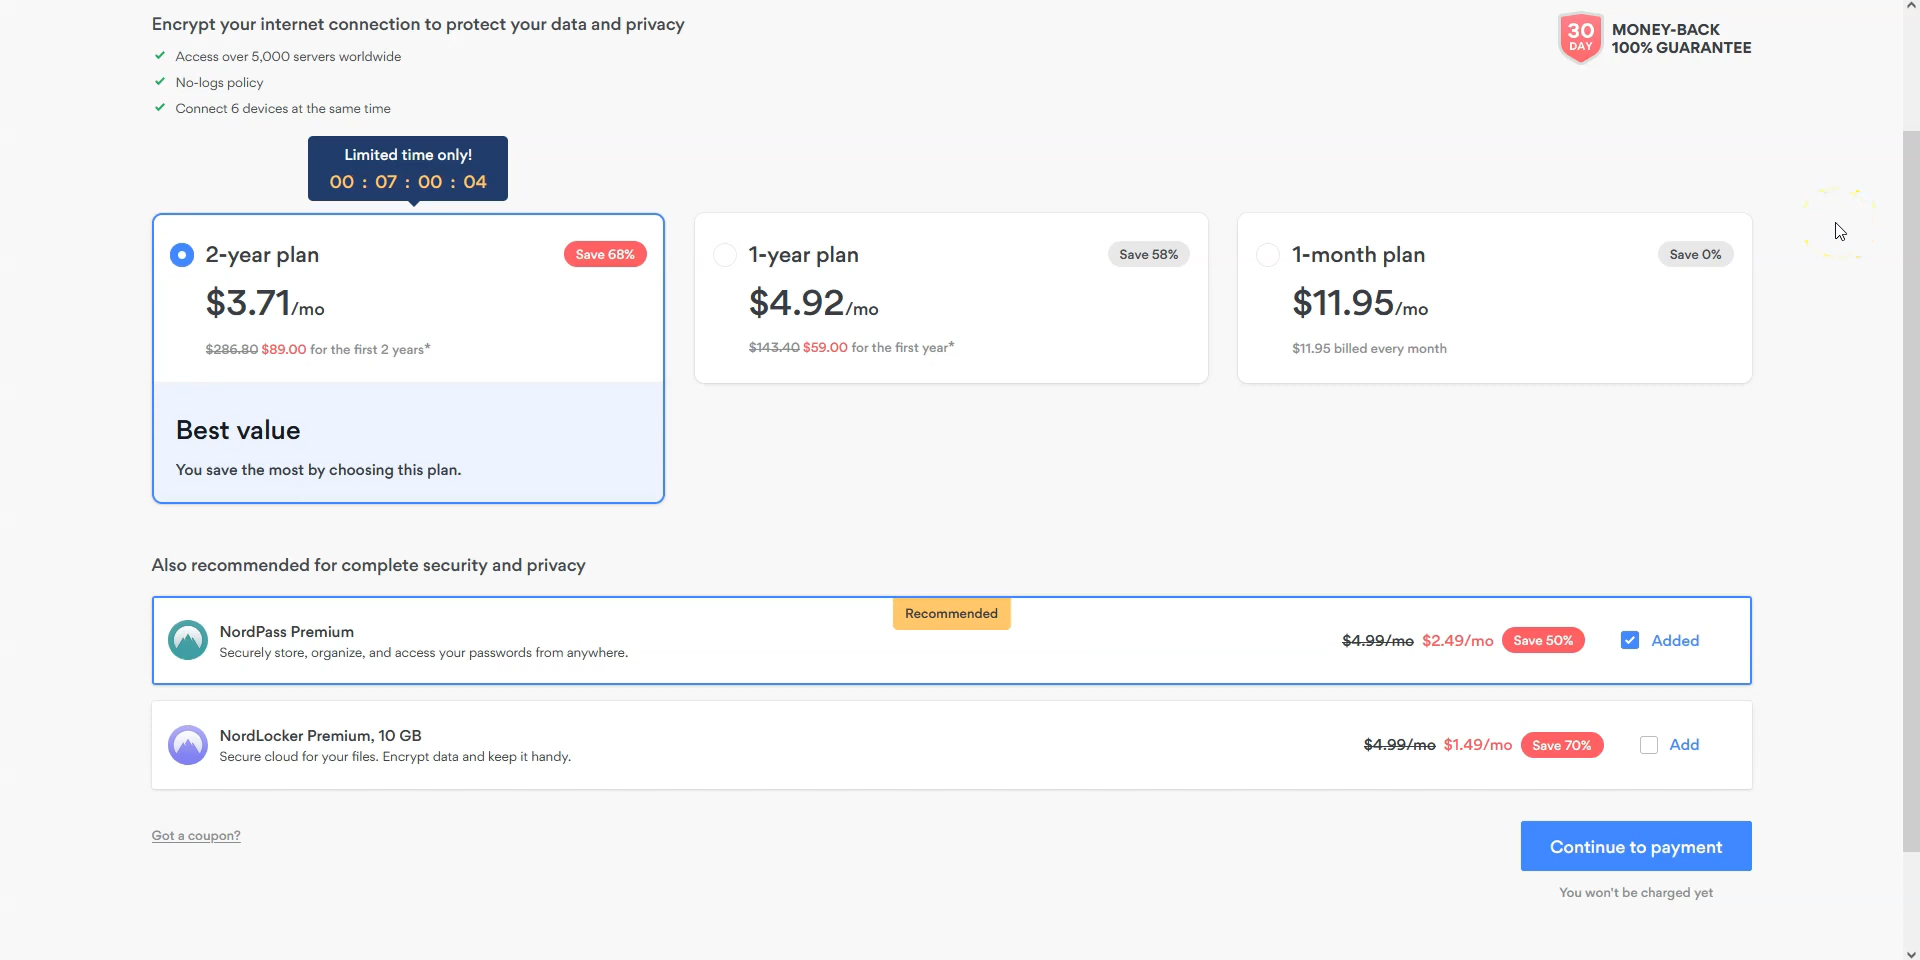 Encrypt your internet connection to protect your data and privacy
Access over 5,000 servers worldwide
No-logs policy
Connect 6 devices at the same time
30
DAY
MONEY-BACK
100% GUARANTEE
Limited time only!
00 : 07 : 00 : 04
2-year plan
Save 68%
$3.71/mo
$286.80 $89.00 for the first 2 years*
Best value
You save the most by choosing this plan.
1-year plan
Save 58%
$4.92/mo
$143.40 $59.00 for the first year*
1-month plan
Save 0%
$11.95/mo
$11.95 billed every month
Also recommended for complete security and privacy
Recommended
NordPass Premium
Securely store, organize, and access your passwords from anywhere.
$4.99/mo $2.49/mo Save 50% Added
NordLocker Premium, 10 GB
Secure cloud for your files. Encrypt data and keep it handy.
$4.99/mo $1.49/mo Save 70% Add
Got a coupon?
Continue to payment
You won't be charged yet